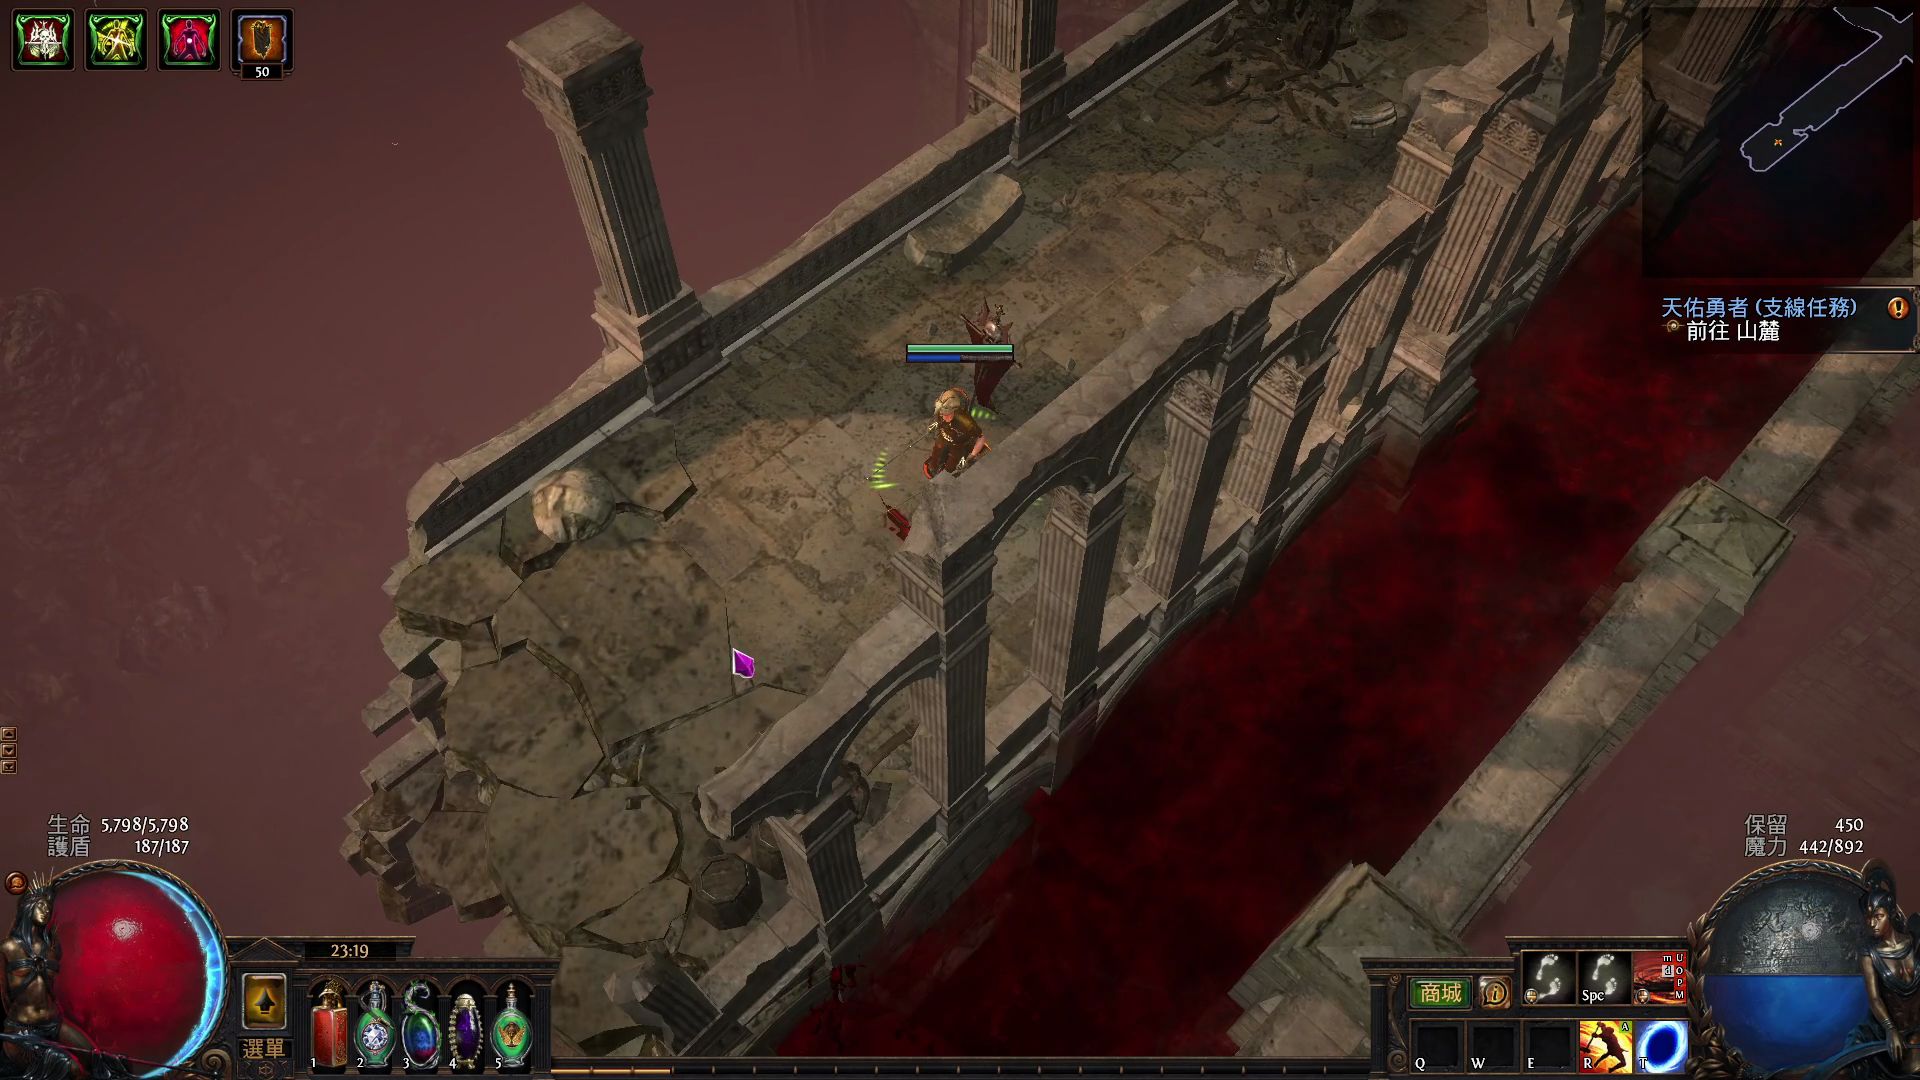 50
天佑勇者 (支線任務)
前往 山麓
生命 5,798/5,798
護盾 187/187
保留 450
魔力 442/892
23:19
選單
1 2 3 4 5
商城
Spc
m U
d O
P
M
Q W E R T
A